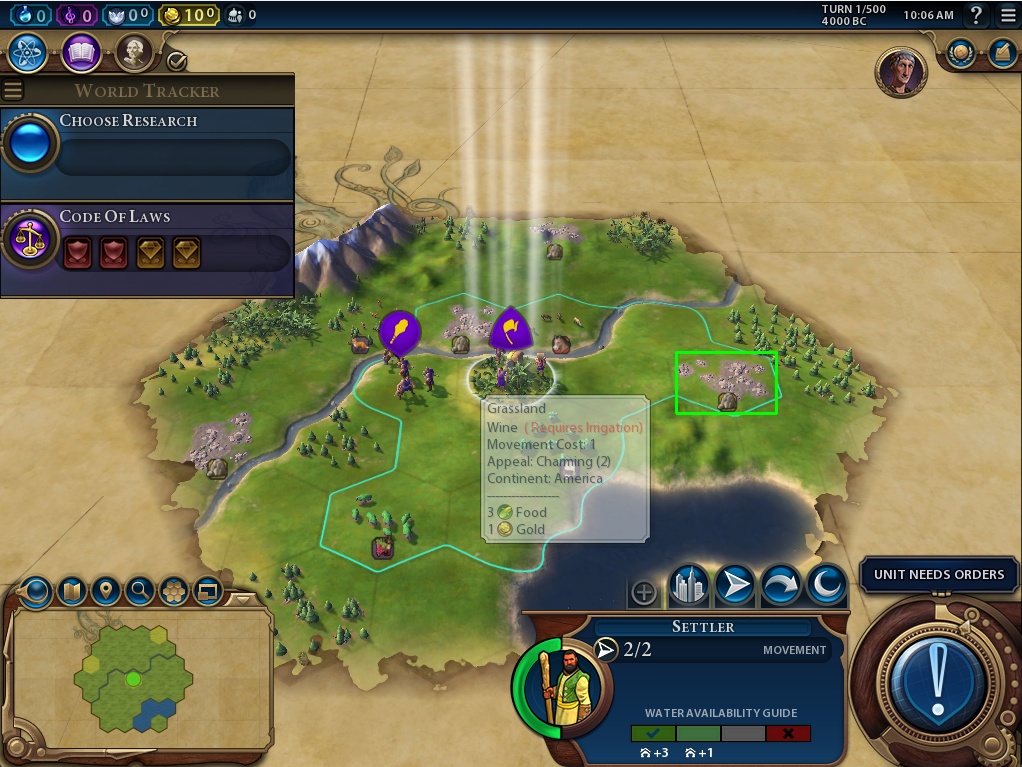 0 0 0⁰ 10⁰ 0
TURN 1/500
4000 BC
10:06 AM
?
WORLD TRACKER
CHOOSE RESEARCH
CODE OF LAWS
Grassland
Wine ( Requires Irrigation)
Movement Cost: 1
Appeal: Charming (2)
Continent: America
--------------------
3 Food
1 Gold
UNIT NEEDS ORDERS
SETTLER
2/2 MOVEMENT
WATER AVAILABILITY GUIDE
+3 +1